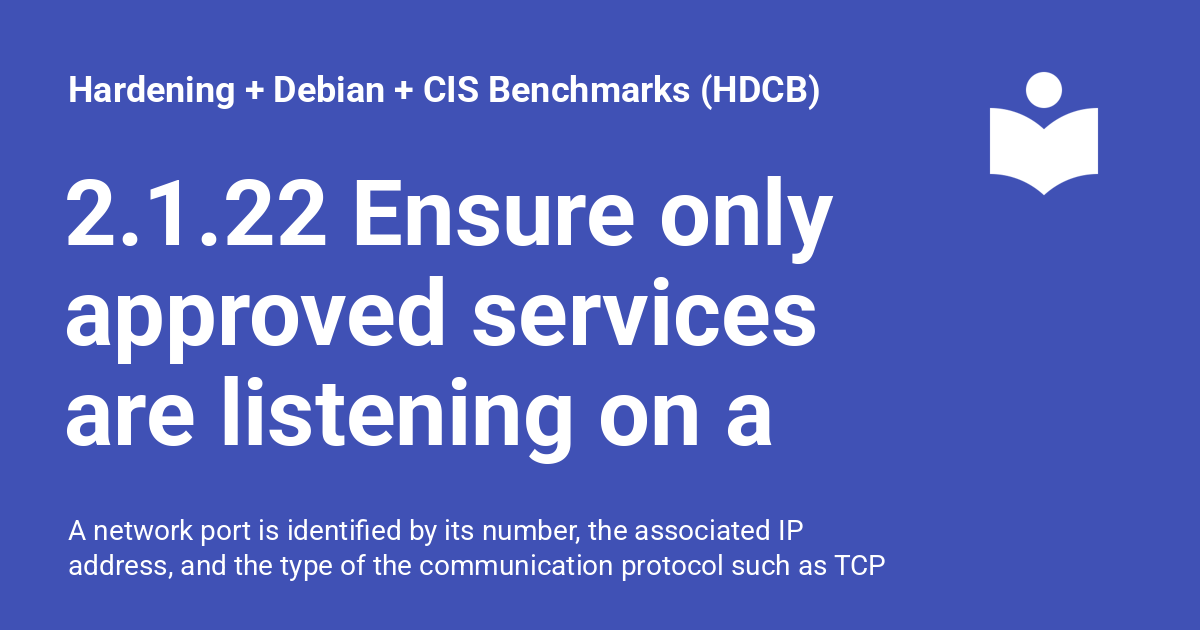 Hardening + Debian + CIS Benchmarks (HDCB)
2.1.22 Ensure only
approved services
are listening on a
A network port is identified by its number, the associated IP
address, and the type of the communication protocol such as TCP